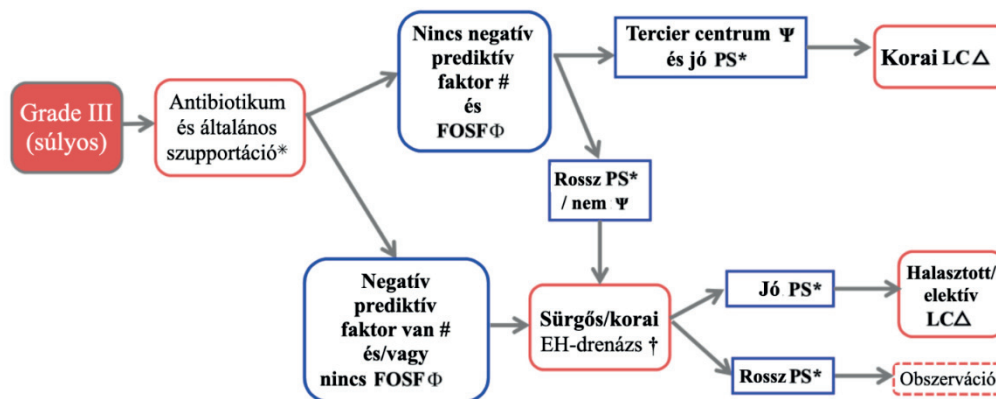 Grade III
(súlyos)
Antibiotikum
és általános
szupportáció*
Nincs negatív
prediktív
faktor #
és
FOSFΦ
Tercier centrum Ψ
és jó PS*
Korai LC△
Rossz PS*
/ nem Ψ
Negatív
prediktív
faktor van #
és/vagy
nincs FOSFΦ
Sürgős/korai
EH-drenázs †
Jó PS*
Halasztott/
elektív
LC△
Rossz PS*
Obszerváció